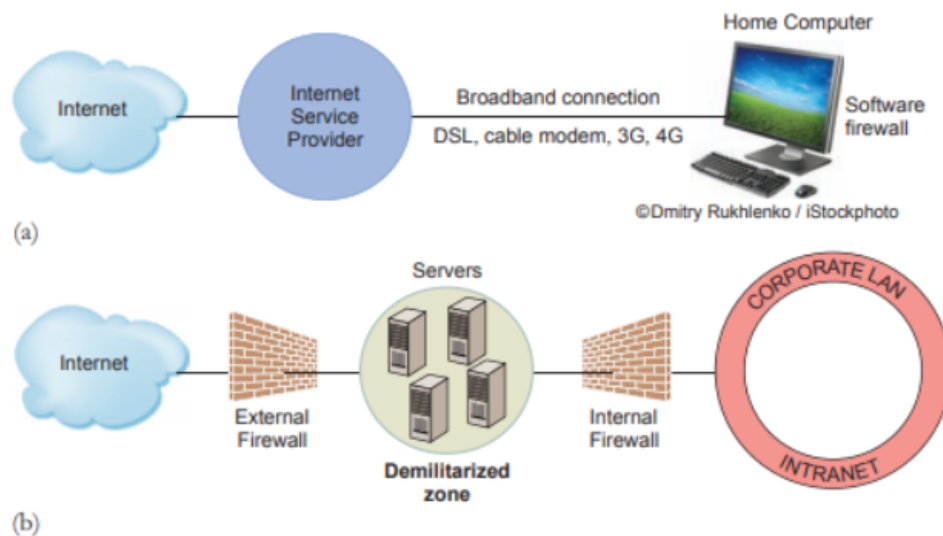 Home Computer
Internet
Internet
Service
Provider
Broadband connection
DSL, cable modem, 3G, 4G
Software
firewall
©Dmitry Rukhlenko / iStockphoto
(a)
Servers
CORPORATE LAN
Internet
External
Firewall
Internal
Firewall
INTRANET
Demilitarized
zone
(b)